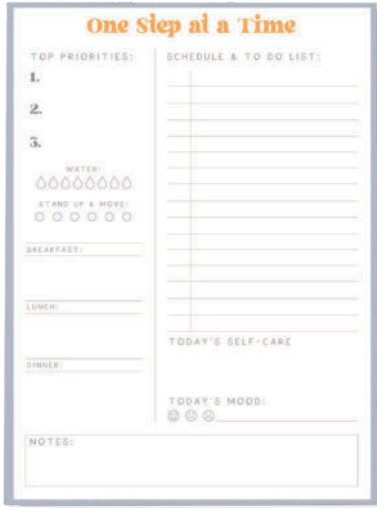 One Step at a Time
TOP PRIORITIES:
1.
2.
3.
WATER:
STAND UP & MOVE:
BREAKFAST:
LUNCH:
DINNER:
SCHEDULE & TO DO LIST:
TODAY'S SELF-CARE
TODAY'S MOOD:
NOTES: